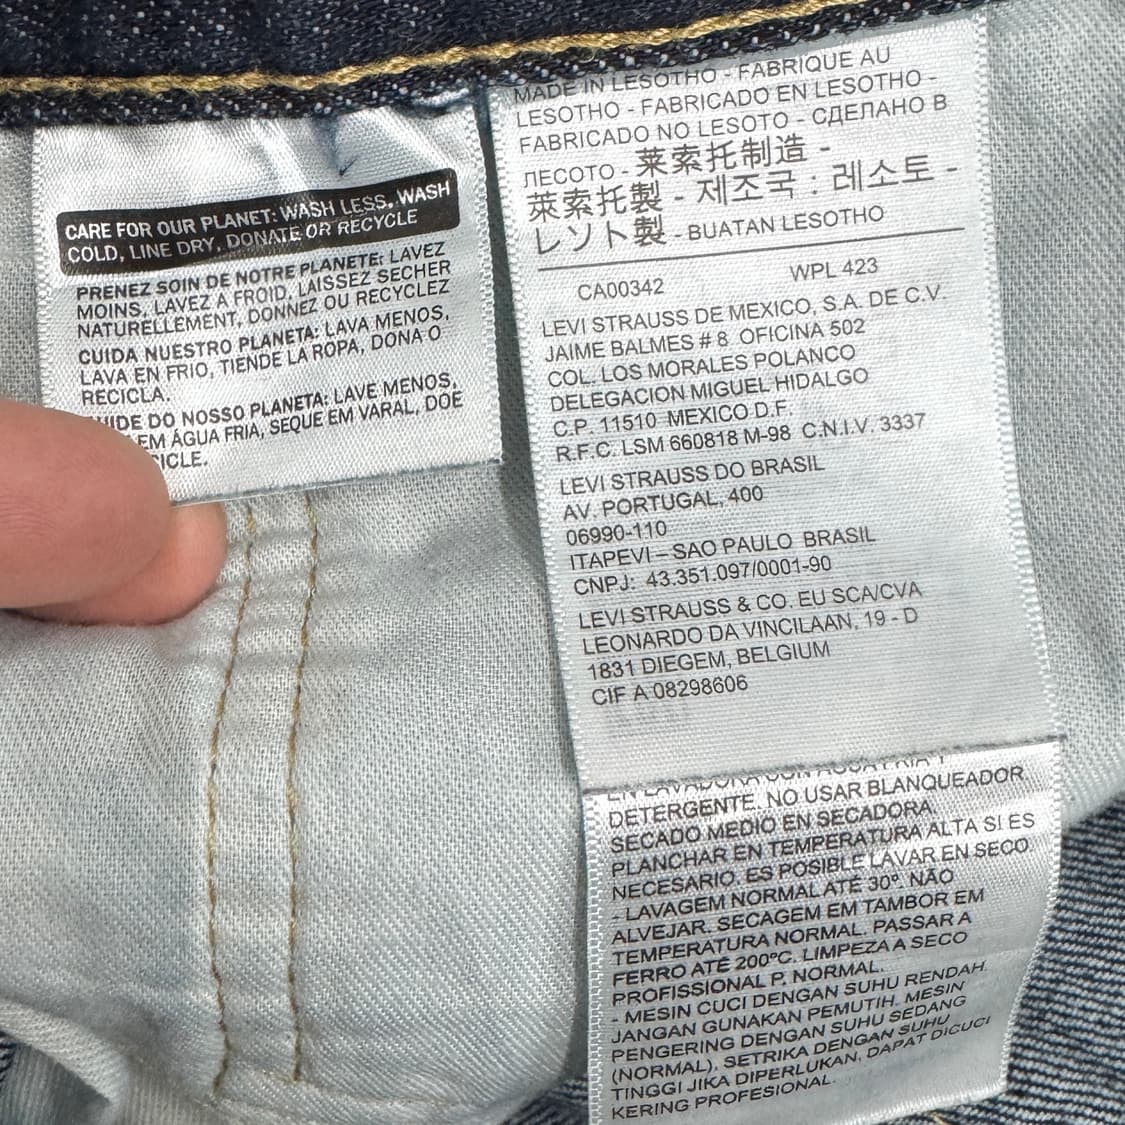 CARE FOR OUR PLANET: WASH LESS, WASH
COLD, LINE DRY, DONATE OR RECYCLE
PRENEZ SOIN DE NOTRE PLANETE: LAVEZ
MOINS, LAVEZ A FROID, LAISSEZ SECHER
NATURELLEMENT, DONNEZ OU RECYCLEZ
CUIDA NUESTRO PLANETA: LAVA MENOS,
LAVA EN FRIO, TIENDE LA ROPA, DONA O
RECICLA.
DO NOSSO PLANETA: LAVE MENOS,
EM ÁGUA FRIA, SEQUE EM VARAL, DOE
MADE IN LESOTHO - FABRIQUE AU
LESOTHO - FABRICADO EN LESOTHO -
FABRICADO NO LESOTO - СДЕЛАНО В
ЛЕСОТО - 莱索托制造 -
萊索托製 - 제조국 : 레소토 -
レソト製 - BUATAN LESOTHO
CA00342 WPL 423
LEVI STRAUSS DE MEXICO, S.A. DE C.V.
JAIME BALMES # 8 OFICINA 502
COL. LOS MORALES POLANCO
DELEGACION MIGUEL HIDALGO
C.P. 11510 MEXICO D.F.
R.F.C. LSM 660818 M-98 C.N.I.V. 3337
LEVI STRAUSS DO BRASIL
AV. PORTUGAL, 400
06990-110
ITAPEVI – SAO PAULO BRASIL
CNPJ: 43.351.097/0001-90
LEVI STRAUSS & CO. EU SCA/CVA
LEONARDO DA VINCILAAN, 19 - D
1831 DIEGEM, BELGIUM
CIF A 08298606
EN LAVADORA CON AGUA FRIA Y
DETERGENTE. NO USAR BLANQUEADOR.
SECADO MEDIO EN SECADORA.
PLANCHAR EN TEMPERATURA ALTA SI ES
NECESARIO. ES POSIBLE LAVAR EN SECO.
- LAVAGEM NORMAL ATÉ 30º. NÃO
ALVEJAR. SECAGEM EM TAMBOR EM
TEMPERATURA NORMAL. PASSAR A
FERRO ATÉ 200ºC. LIMPEZA A SECO
PROFISSIONAL P, NORMAL.
- MESIN CUCI DENGAN SUHU RENDAH.
JANGAN GUNAKAN PEMUTIH. MESIN
PENGERING DENGAN SUHU SEDANG
(NORMAL). SETRIKA DENGAN SUHU
TINGGI JIKA DIPERLUKAN, DAPAT DICUCI
KERING PROFESIONAL.